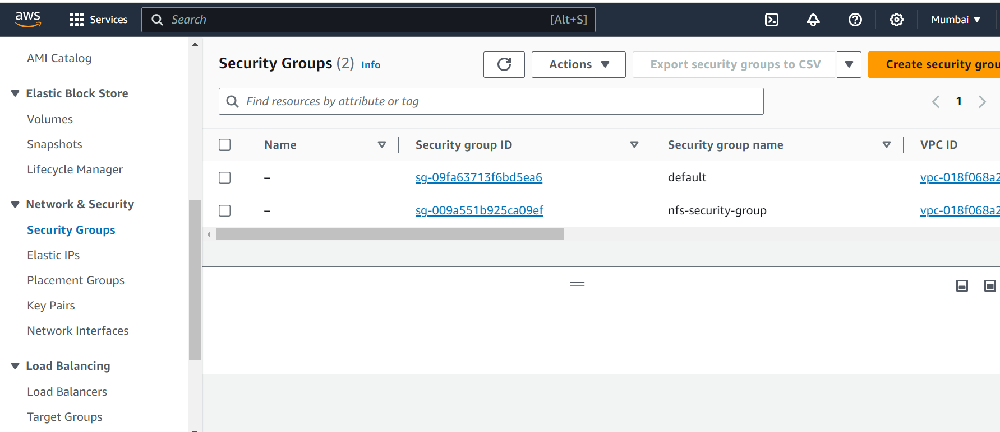 aws
Services
Search [Alt+S]
Mumbai
AMI Catalog
Elastic Block Store
Volumes
Snapshots
Lifecycle Manager
Network & Security
Security Groups
Elastic IPs
Placement Groups
Key Pairs
Network Interfaces
Load Balancing
Load Balancers
Target Groups
Security Groups (2) Info
Actions
Export security groups to CSV
Create security grou
Find resources by attribute or tag
1
Name Security group ID Security group name VPC ID
– sg-09fa63713f6bd5ea6 default vpc-018f068a2
– sg-009a551b925ca09ef nfs-security-group vpc-018f068a2